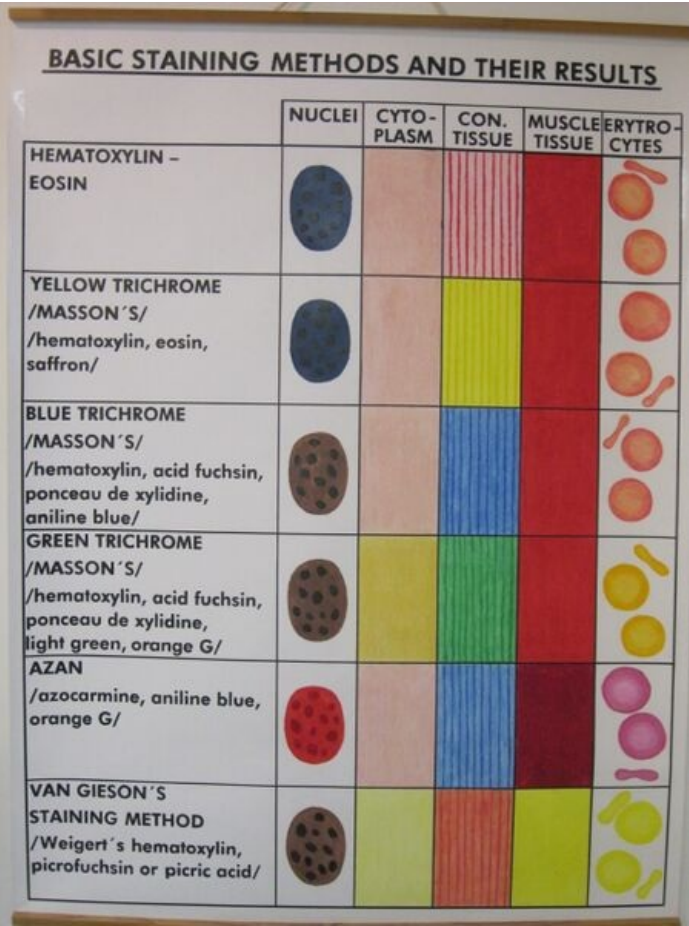 BASIC STAINING METHODS AND THEIR RESULTS
NUCLEI
CYTO-
PLASM
CON.
TISSUE
MUSCLE
TISSUE
ERYTRO-
CYTES
HEMATOXYLIN –
EOSIN
YELLOW TRICHROME
/MASSON´S/
/hematoxylin, eosin,
saffron/
BLUE TRICHROME
/MASSON´S/
/hematoxylin, acid fuchsin,
ponceau de xylidine,
aniline blue/
GREEN TRICHROME
/MASSON´S/
/hematoxylin, acid fuchsin,
ponceau de xylidine,
light green, orange G/
AZAN
/azocarmine, aniline blue,
orange G/
VAN GIESON´S
STAINING METHOD
/Weigert´s hematoxylin,
picrofuchsin or picric acid/